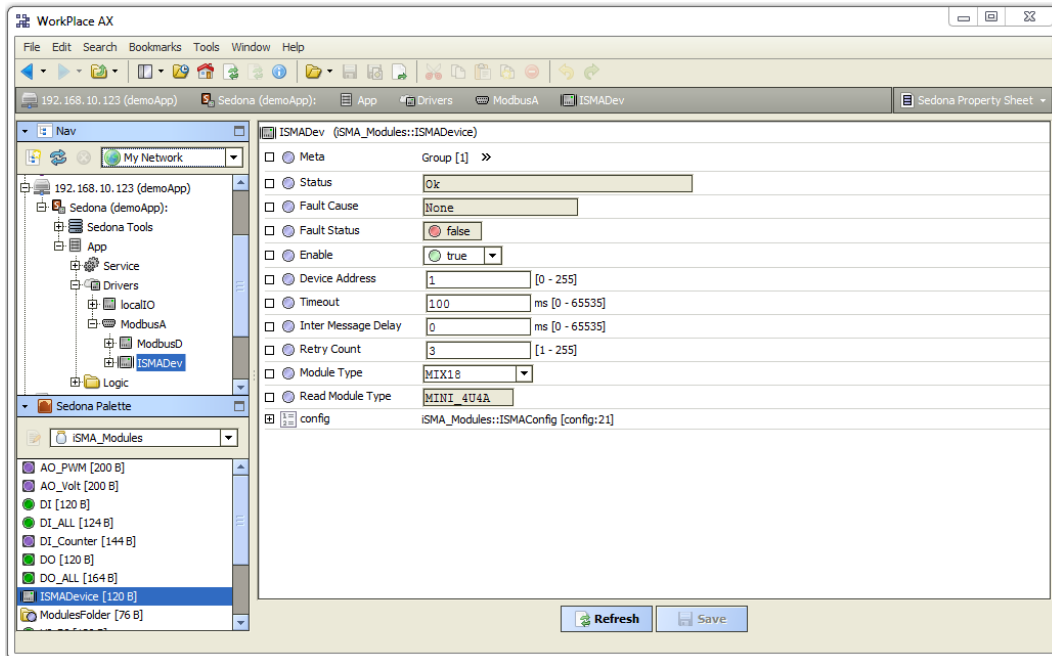 WorkPlace AX
File Edit Search Bookmarks Tools Window Help
192.168.10.123 (demoApp) Sedona (demoApp): App Drivers ModbusA ISMADev Sedona Property Sheet
Nav
My Network
192.168.10.123 (demoApp)
Sedona (demoApp):
Sedona Tools
App
Service
Drivers
localIO
ModbusA
ModbusD
ISMADev
Logic
Sedona Palette
iSMA_Modules
AO_PWM [200 B]
AO_Volt [200 B]
DI [120 B]
DI_ALL [124 B]
DI_Counter [144 B]
DO [120 B]
DO_ALL [164 B]
ISMADevice [120 B]
ModulesFolder [76 B]
ISMADev (iSMA_Modules::ISMADevice)
Meta Group [1] »
Status Ok
Fault Cause None
Fault Status false
Enable true
Device Address 1 [0 - 255]
Timeout 100 ms [0 - 65535]
Inter Message Delay 0 ms [0 - 65535]
Retry Count 3 [1 - 255]
Module Type MIX18
Read Module Type MINI_4U4A
config iSMA_Modules::ISMAConfig [config:21]
Refresh Save